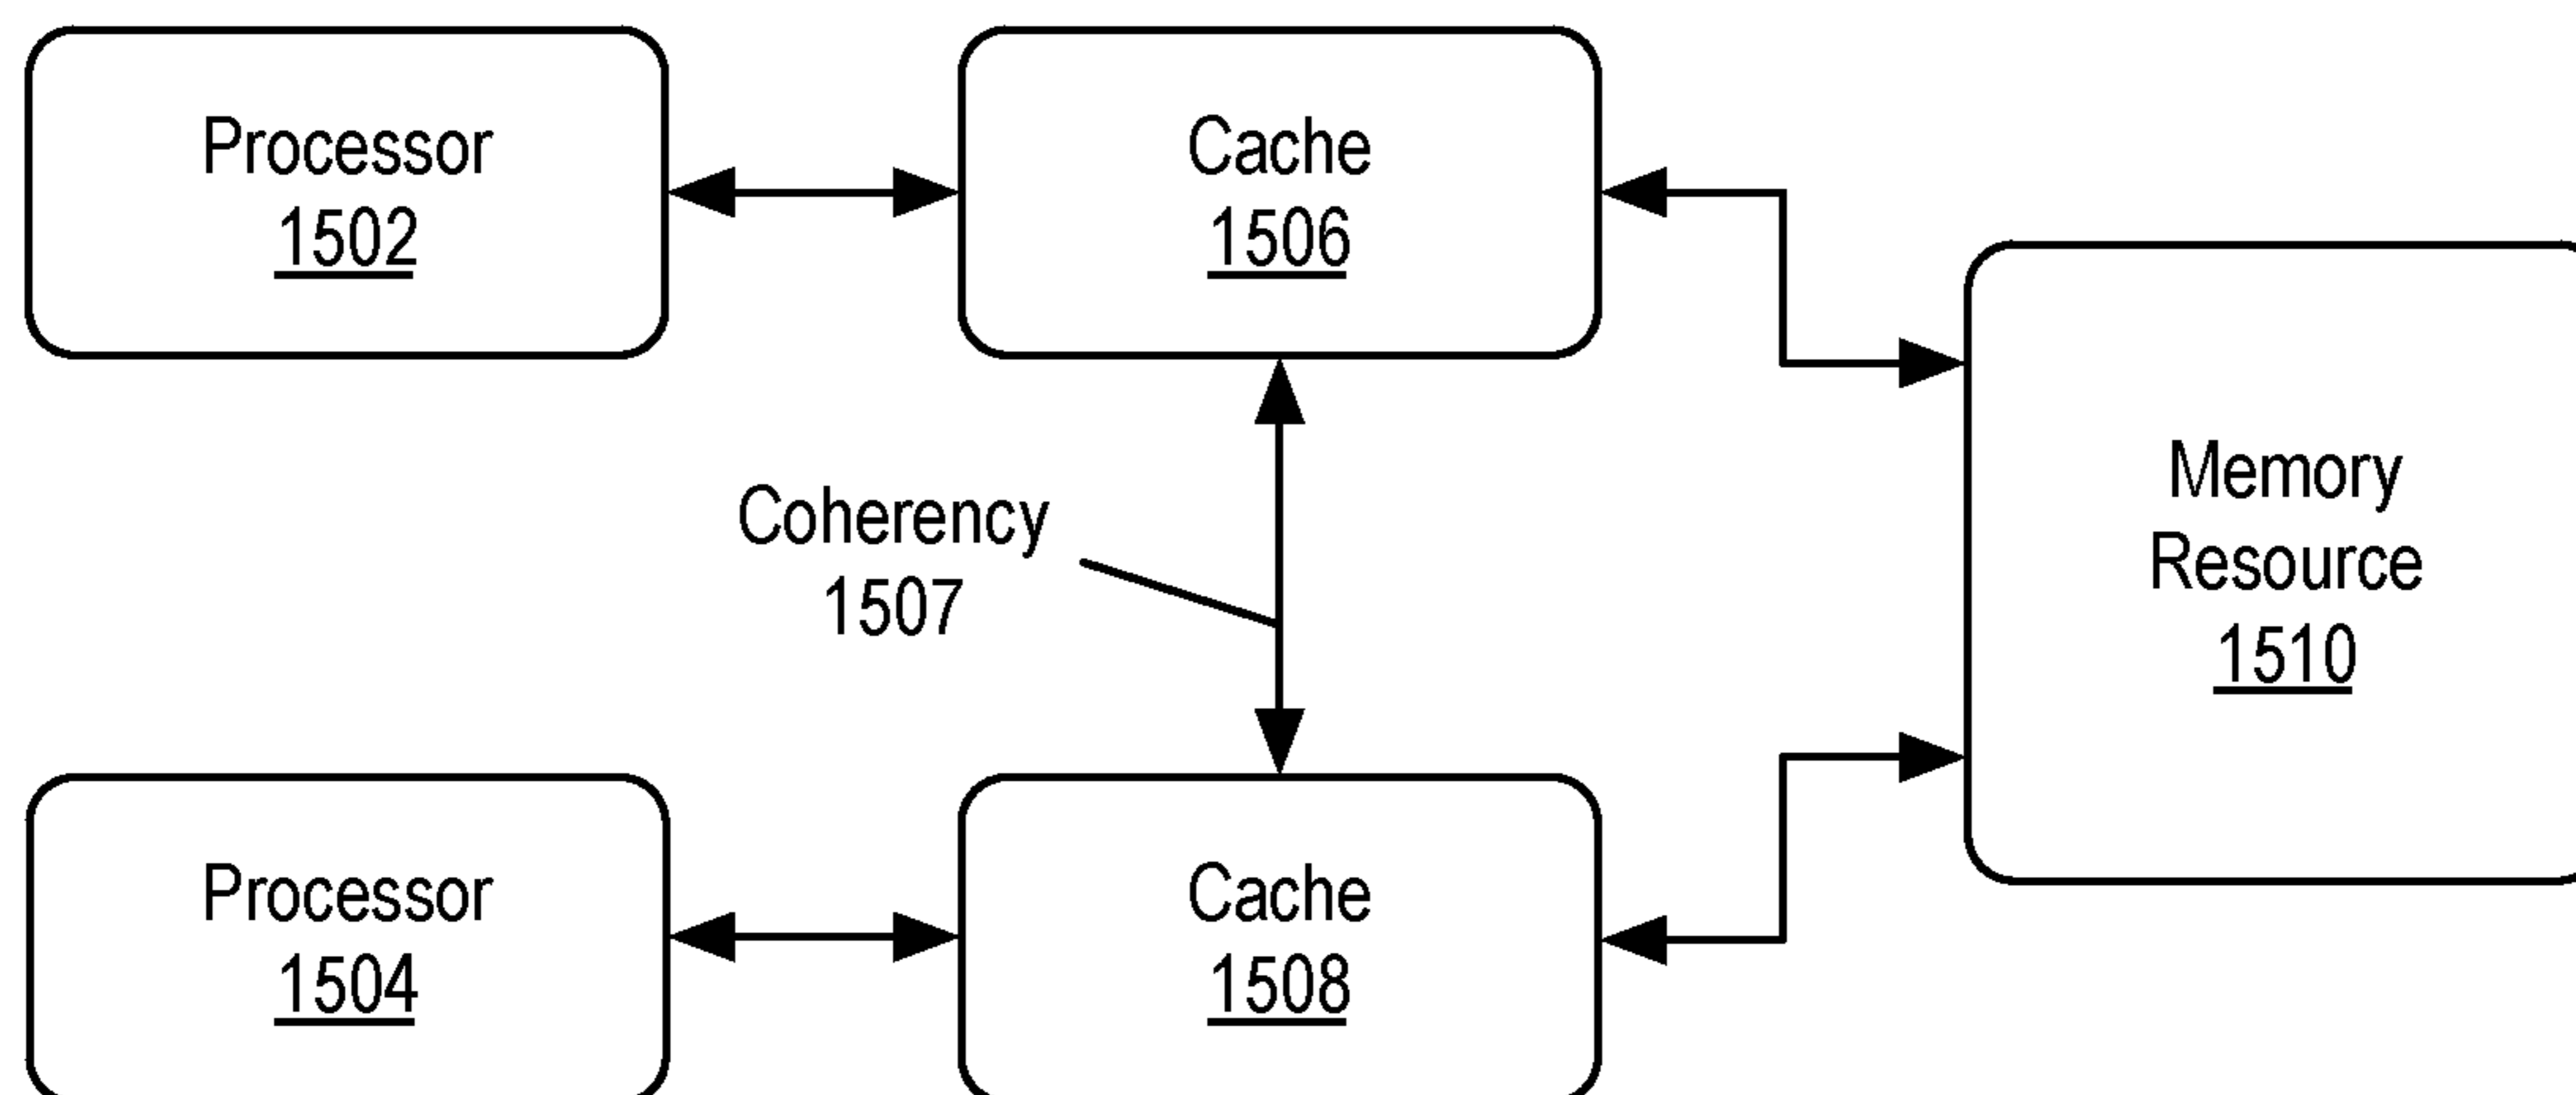 Processor
1502
Cache
1506
Memory
Resource
1510
Coherency
1507
Processor
1504
Cache
1508